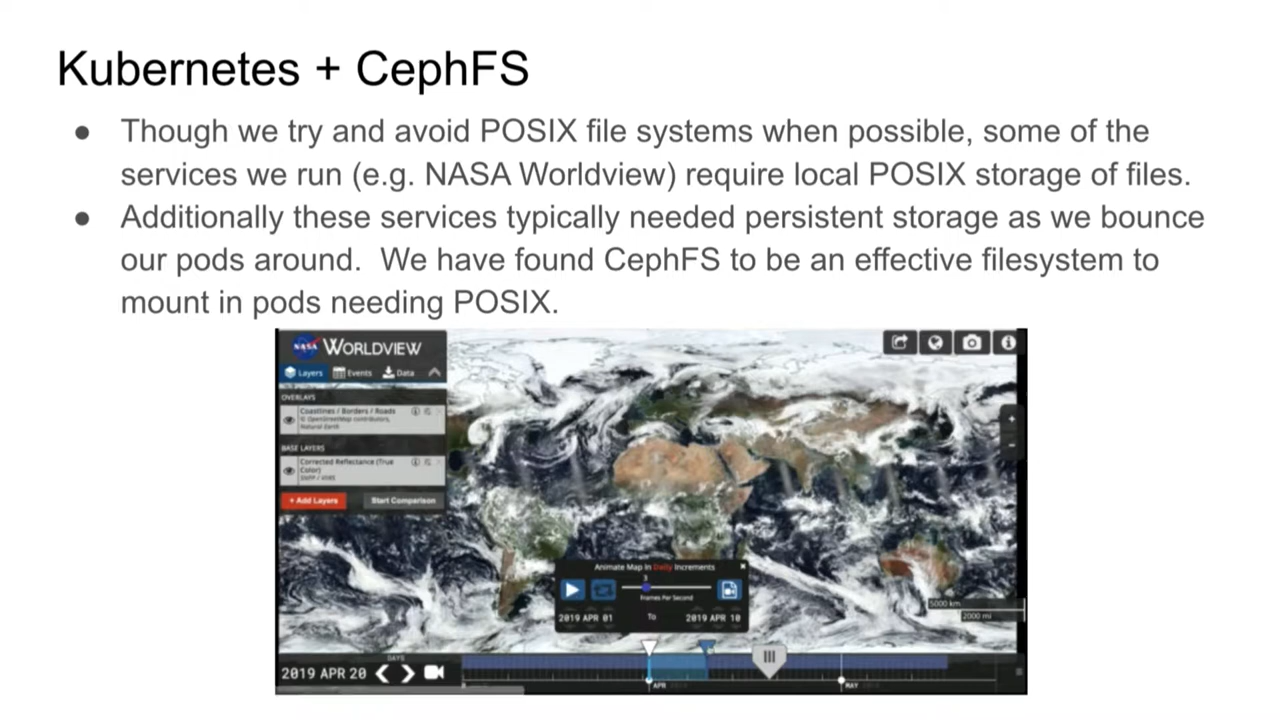 Kubernetes + CephFS
● Though we try and avoid POSIX file systems when possible, some of the
services we run (e.g. NASA Worldview) require local POSIX storage of files.
● Additionally these services typically needed persistent storage as we bounce
our pods around.  We have found CephFS to be an effective filesystem to
mount in pods needing POSIX.
NASA WORLDVIEW
Layers Events Data
OVERLAYS
Coastlines / Borders / Roads
© OpenStreetMap contributors,
Natural Earth
BASE LAYERS
Corrected Reflectance (True
Color)
+ Add Layers Start Comparison
Animate Map In Daily Increments
3
Frames Per Second
2019 APR 01 To 2019 APR 10
5000 km
2000 mi
DAYS
2019 APR 20
APR
MAY